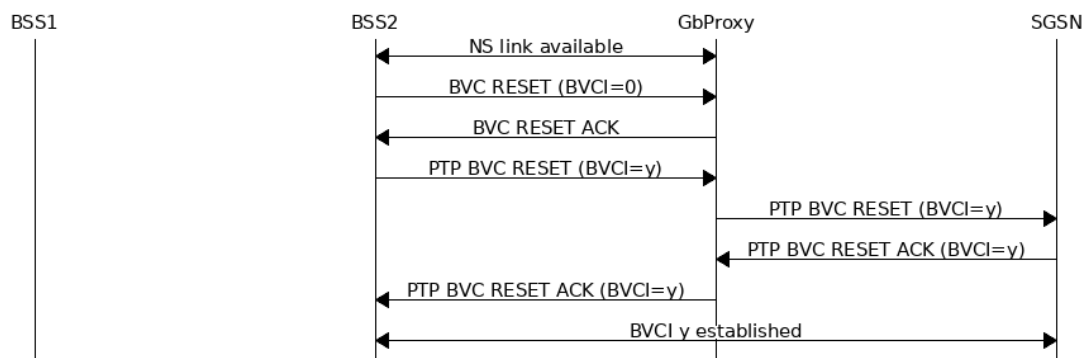 BSS1 BSS2 GbProxy SGSN
NS link available
BVC RESET (BVCI=0)
BVC RESET ACK
PTP BVC RESET (BVCI=y)
PTP BVC RESET (BVCI=y)
PTP BVC RESET ACK (BVCI=y)
PTP BVC RESET ACK (BVCI=y)
BVCI y established